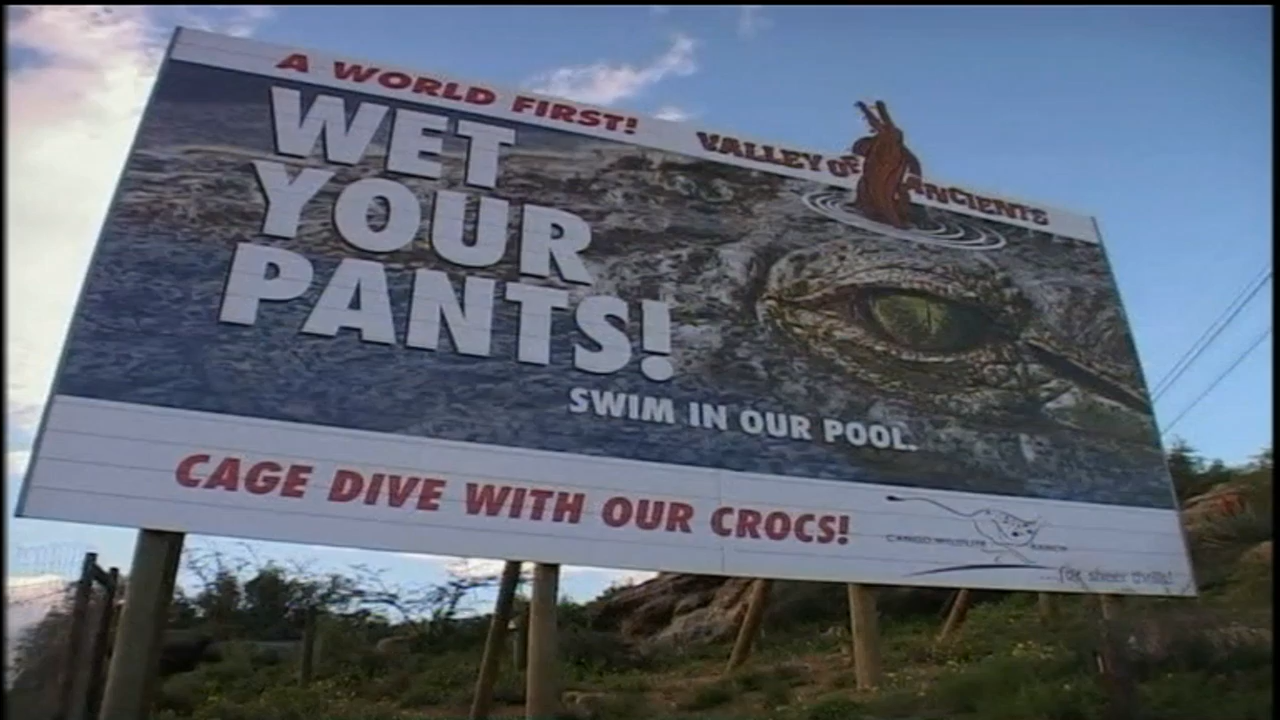 A WORLD FIRST!
VALLEY OF ANCIENTS
WET
YOUR
PANTS!
SWIM IN OUR POOL.
CAGE DIVE WITH OUR CROCS!
CANGO WILDLIFE RANCH
...for sheer thrills!